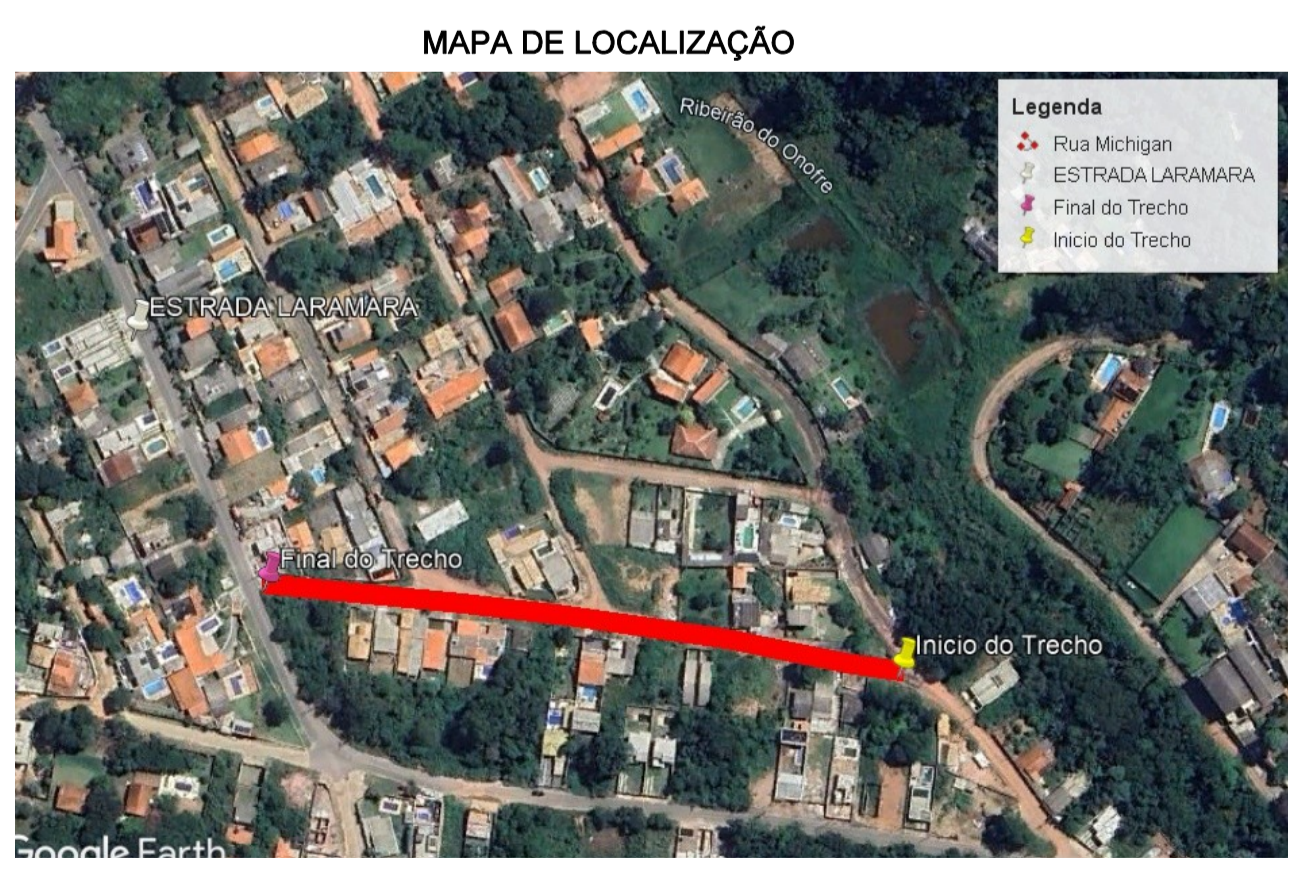 MAPA DE LOCALIZAÇÃO
Ribeirão do Onofre
Legenda
Rua Michigan
ESTRADA LARAMARA
Final do Trecho
Inicio do Trecho
ESTRADA LARAMARA
Final do Trecho
Inicio do Trecho
Google Earth